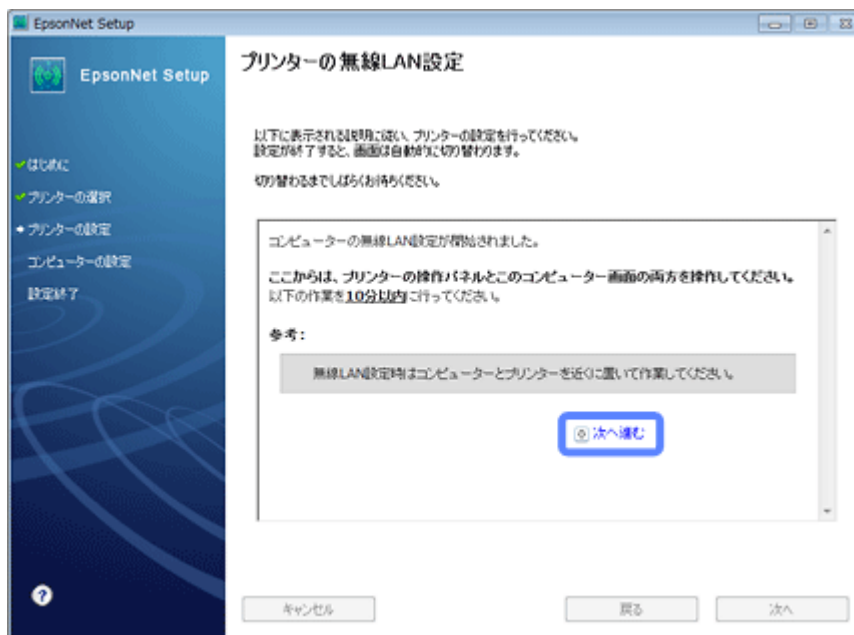 EpsonNet Setup
EpsonNet Setup
はじめに
プリンターの選択
プリンターの設定
コンピューターの設定
設定終了
プリンターの無線LAN設定
以下に表示される説明に従い、プリンターの設定を行ってください。
設定が終了すると、画面は自動的に切り替わります。
切り替わるまでしばらくお待ちください。
コンピューターの無線LAN設定が開始されました。
ここからは、プリンターの操作パネルとこのコンピューター画面の両方を操作してください。
以下の作業を10分以内に行ってください。
参考:
無線LAN設定時はコンピューターとプリンターを近くに置いて作業してください。
次へ進む
キャンセル
戻る
次へ